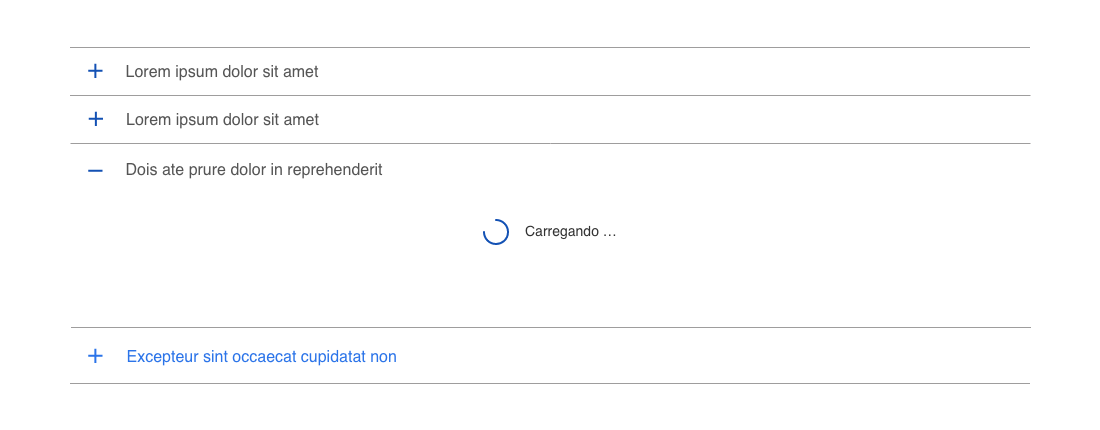 Lorem ipsum dolor sit amet
Lorem ipsum dolor sit amet
Dois ate prure dolor in reprehenderit
Carregando …
Excepteur sint occaecat cupidatat non